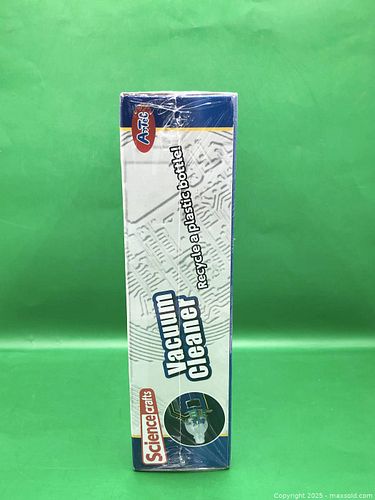 Artec
Recycle a plastic bottle!
Vacuum
Cleaner
Science crafts
Copyright 2025 - maxsold.com